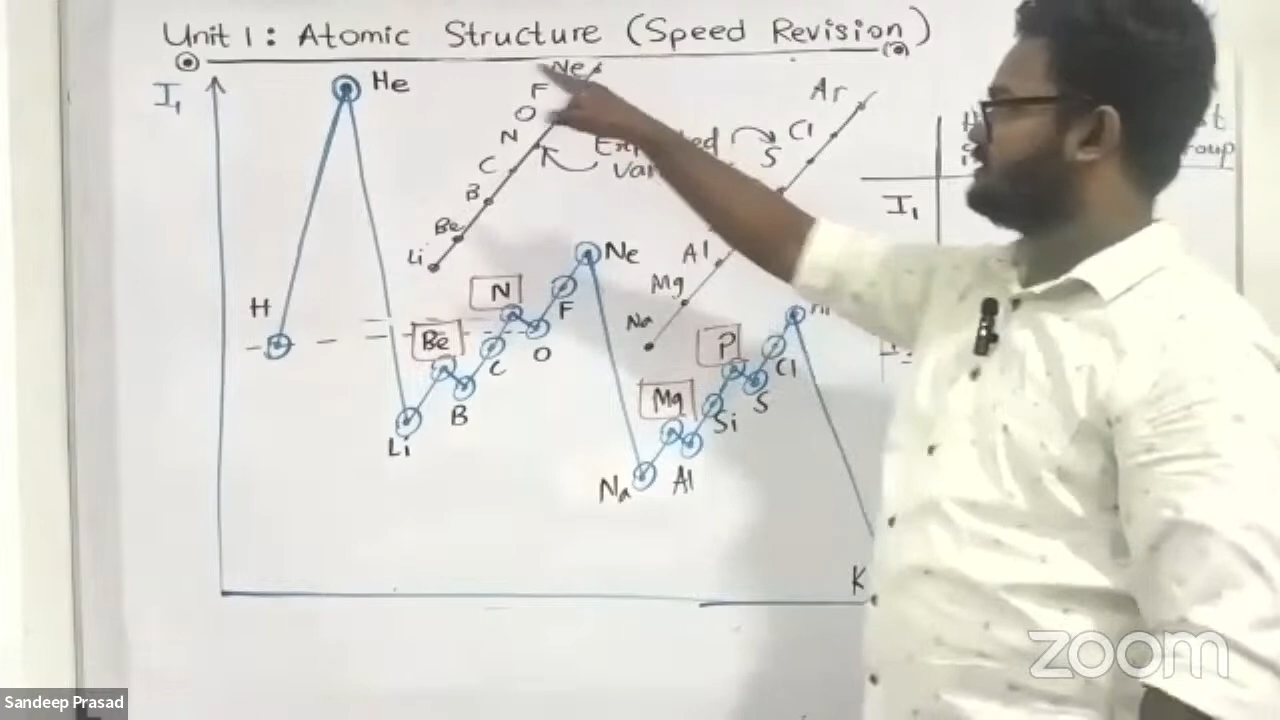 Unit 1: Atomic Structure (Speed Revision)
I₁
He
Ne
F
O
N
C
B
Be
Li
Ar
Cl
S
Al
Mg
Na
I₁
H
Be
N
Ne
F
O
C
B
Li
P
Mg
Cl
S
Si
Al
Na
K
zoom
Sandeep Prasad